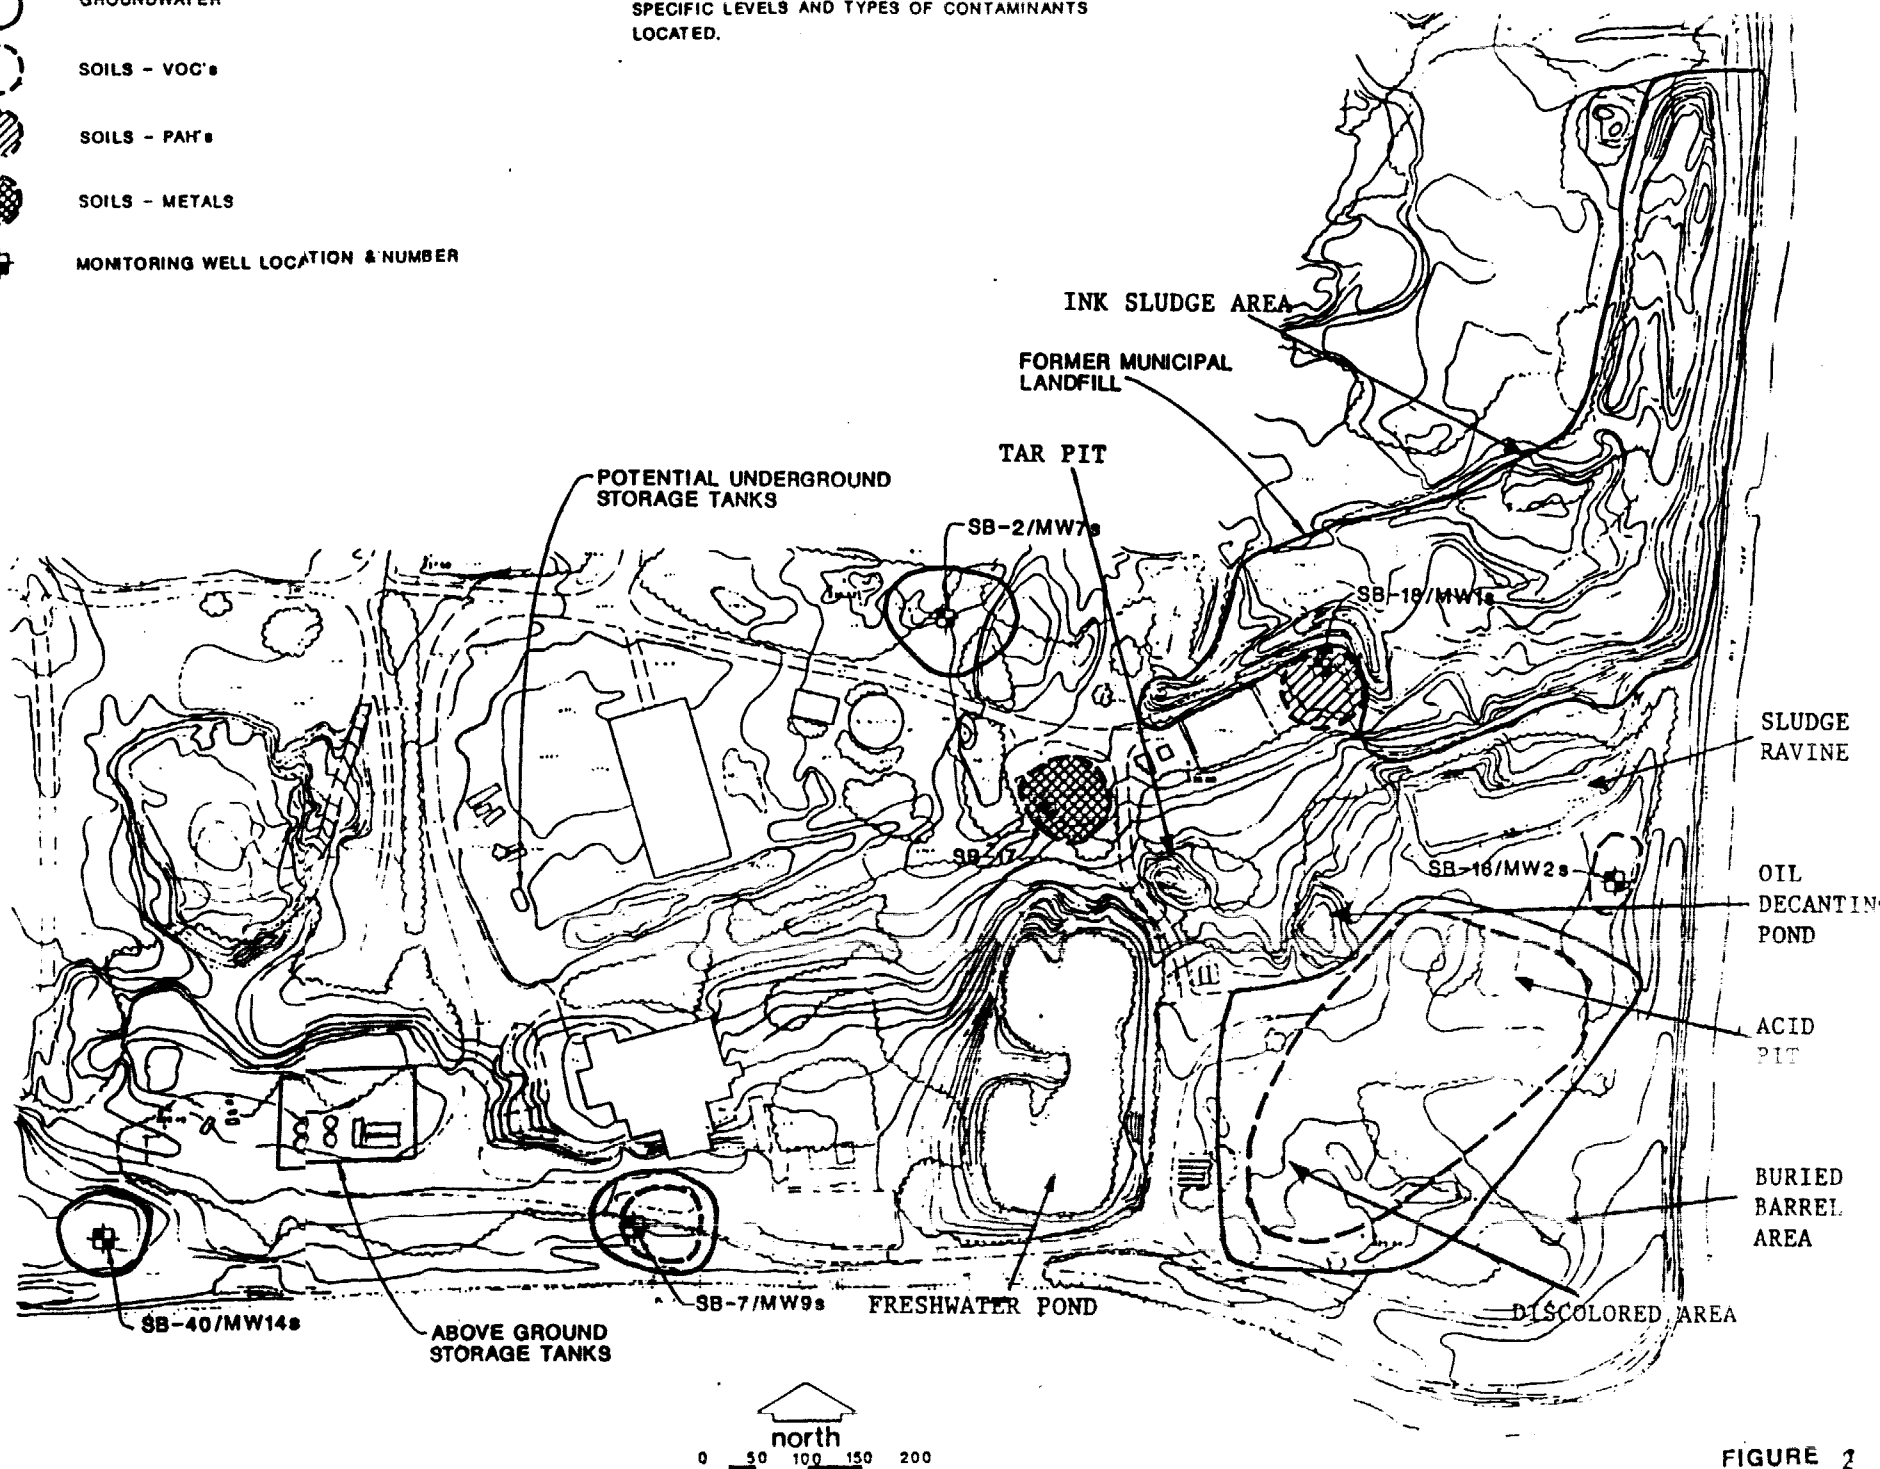 GROUNDWATER
SPECIFIC LEVELS AND TYPES OF CONTAMINANTS
LOCATED.
SOILS - VOC's
SOILS - PAH's
SOILS - METALS
MONITORING WELL LOCATION & NUMBER
INK SLUDGE AREA
FORMER MUNICIPAL
LANDFILL
TAR PIT
POTENTIAL UNDERGROUND
STORAGE TANKS
SB-2/MW7s
SB-18/MW1s
SLUDGE
RAVINE
SB-17
SB-16/MW2s
OIL
DECANTIN
POND
ACID
PIT
BURIED
BARREL
AREA
SB-40/MW14s
ABOVE GROUND
STORAGE TANKS
SB-7/MW9s
FRESHWATER POND
DISCOLORED AREA
north
0 50 100 150 200
FIGURE 2